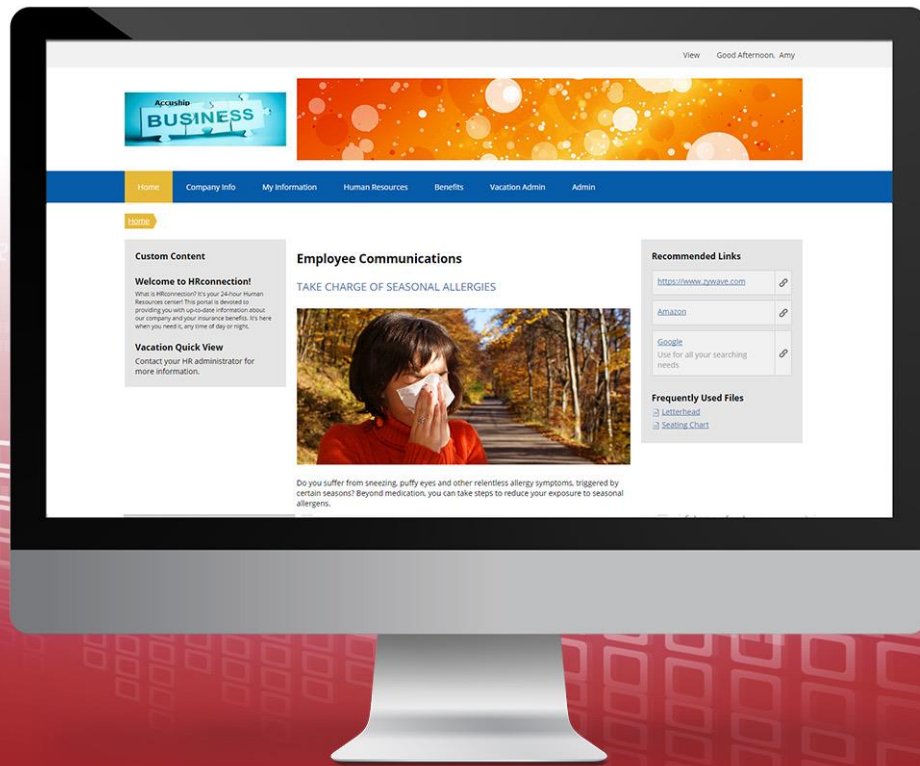 View Good Afternoon, Amy
Accuship
BUSINESS
Home Company Info My Information Human Resources Benefits Vacation Admin Admin
Home
Custom Content
Welcome to HRconnection!
What is HRconnection? It's your 24-hour Human
Resources center! This portal is devoted to
providing you with up-to-date information about
our company and your insurance benefits. It's here
when you need it, any time of day or night.
Vacation Quick View
Contact your HR administrator for
more information.
Employee Communications
TAKE CHARGE OF SEASONAL ALLERGIES
Do you suffer from sneezing, puffy eyes and other relentless allergy symptoms, triggered by
certain seasons? Beyond medication, you can take steps to reduce your exposure to seasonal
allergens.
Recommended Links
https://www.zywave.com
Amazon
Google
Use for all your searching
needs
Frequently Used Files
Letterhead
Seating Chart